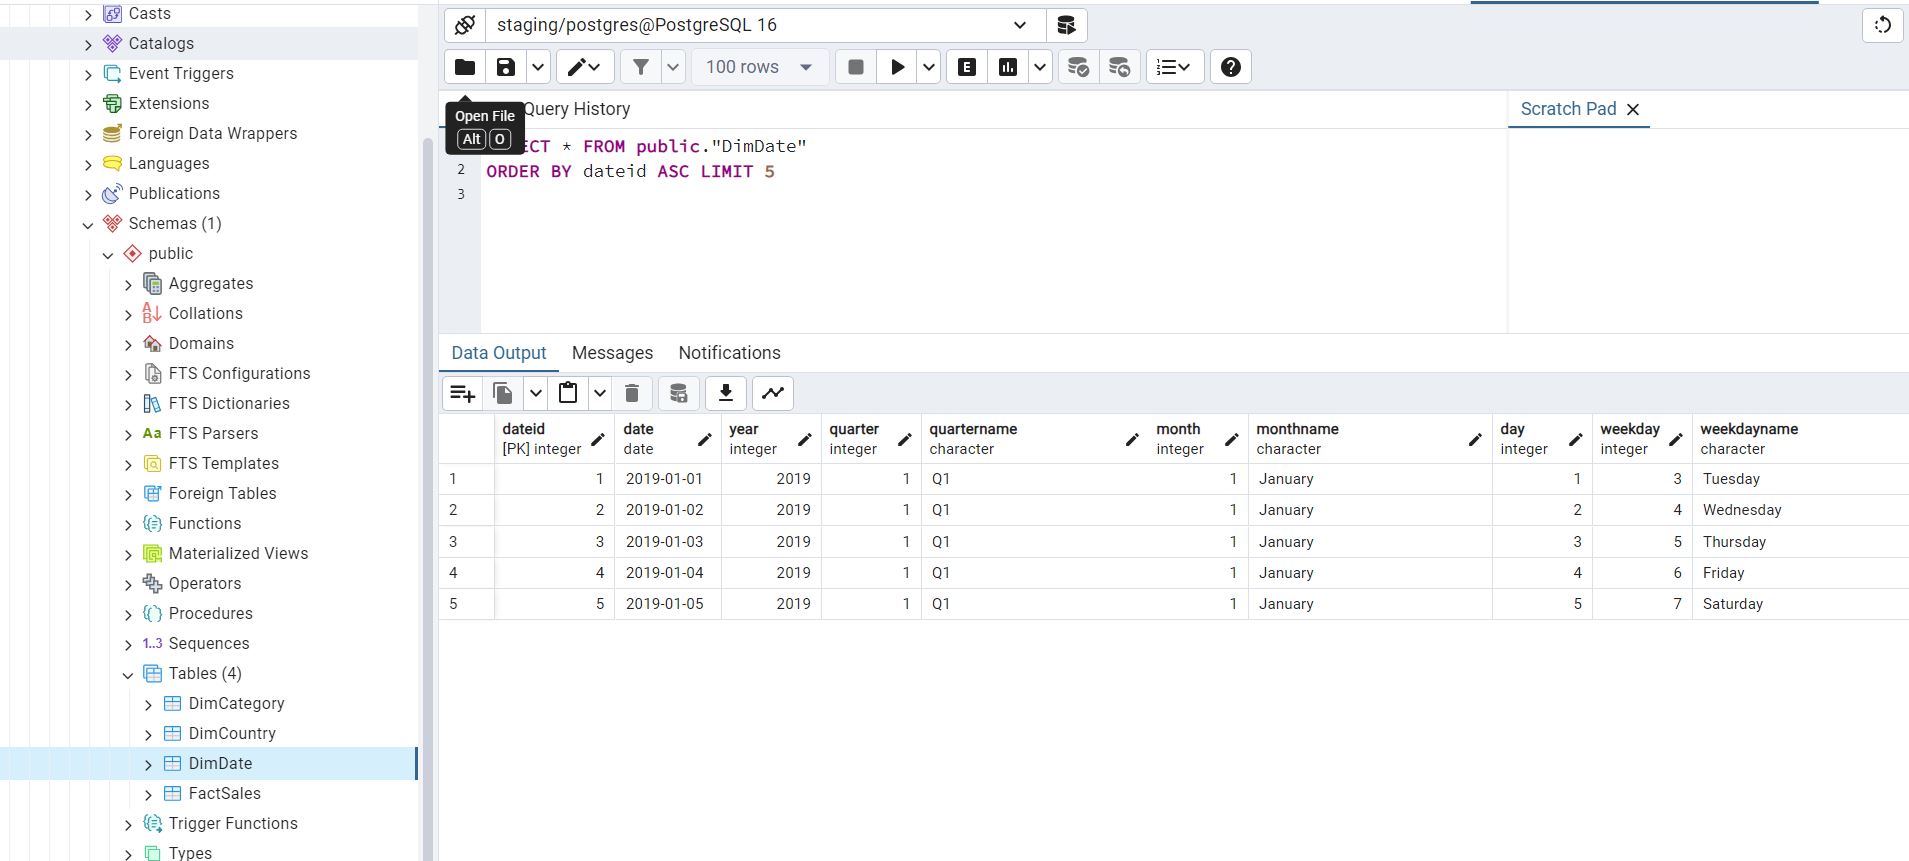 Casts
Catalogs
Event Triggers
Extensions
Foreign Data Wrappers
Languages
Publications
Schemas (1)
public
Aggregates
Collations
Domains
FTS Configurations
FTS Dictionaries
Aa FTS Parsers
FTS Templates
Foreign Tables
Functions
Materialized Views
Operators
Procedures
1..3 Sequences
Tables (4)
DimCategory
DimCountry
DimDate
FactSales
Trigger Functions
Types
staging/postgres@PostgreSQL 16
100 rows
E
Open File
Alt O
Query History
Scratch Pad
ECT * FROM public."DimDate"
2 ORDER BY dateid ASC LIMIT 5
3
Data Output Messages Notifications
dateid date year quarter quartername month monthname day weekday weekdayname
[PK] integer date integer integer character integer character integer integer character
1 1 2019-01-01 2019 1 Q1 1 January 1 3 Tuesday
2 2 2019-01-02 2019 1 Q1 1 January 2 4 Wednesday
3 3 2019-01-03 2019 1 Q1 1 January 3 5 Thursday
4 4 2019-01-04 2019 1 Q1 1 January 4 6 Friday
5 5 2019-01-05 2019 1 Q1 1 January 5 7 Saturday